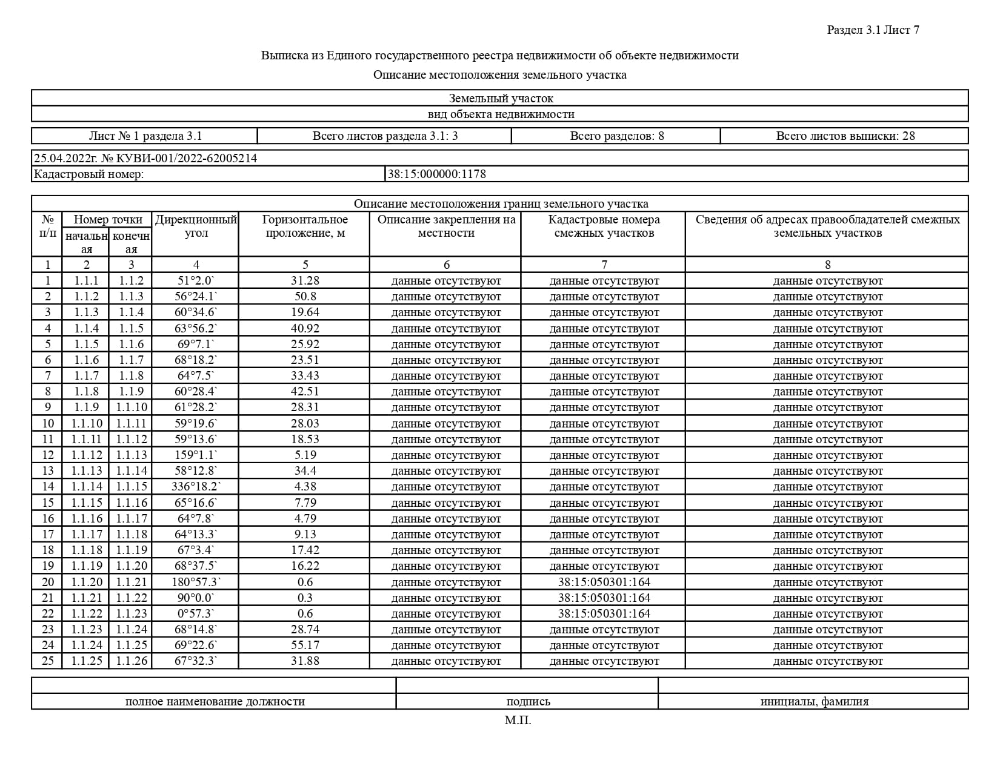 Раздел 3.1 Лист 7
Выписка из Единого государственного реестра недвижимости об объекте недвижимости
Описание местоположения земельного участка
Земельный участок
вид объекта недвижимости
Лист № 1 раздела 3.1 Всего листов раздела 3.1: 3 Всего разделов: 8 Всего листов выписки: 28
25.04.2022г. № КУВИ-001/2022-62005214
Кадастровый номер: 38:15:000000:1178
Описание местоположения границ земельного участка
№ Номер точки Дирекционный Горизонтальное Описание закрепления на Кадастровые номера Сведения об адресах правообладателей смежных
п/п начальн конечн угол проложение, м местности смежных участков земельных участков
ая ая
1 2 3 4 5 6 7 8
1 1.1.1 1.1.2 51°2.0` 31.28 данные отсутствуют данные отсутствуют данные отсутствуют
2 1.1.2 1.1.3 56°24.1` 50.8 данные отсутствуют данные отсутствуют данные отсутствуют
3 1.1.3 1.1.4 60°34.6` 19.64 данные отсутствуют данные отсутствуют данные отсутствуют
4 1.1.4 1.1.5 63°56.2` 40.92 данные отсутствуют данные отсутствуют данные отсутствуют
5 1.1.5 1.1.6 69°7.1` 25.92 данные отсутствуют данные отсутствуют данные отсутствуют
6 1.1.6 1.1.7 68°18.2` 23.51 данные отсутствуют данные отсутствуют данные отсутствуют
7 1.1.7 1.1.8 64°7.5` 33.43 данные отсутствуют данные отсутствуют данные отсутствуют
8 1.1.8 1.1.9 60°28.4` 42.51 данные отсутствуют данные отсутствуют данные отсутствуют
9 1.1.9 1.1.10 61°28.2` 28.31 данные отсутствуют данные отсутствуют данные отсутствуют
10 1.1.10 1.1.11 59°19.6` 28.03 данные отсутствуют данные отсутствуют данные отсутствуют
11 1.1.11 1.1.12 59°13.6` 18.53 данные отсутствуют данные отсутствуют данные отсутствуют
12 1.1.12 1.1.13 159°1.1` 5.19 данные отсутствуют данные отсутствуют данные отсутствуют
13 1.1.13 1.1.14 58°12.8` 34.4 данные отсутствуют данные отсутствуют данные отсутствуют
14 1.1.14 1.1.15 336°18.2` 4.38 данные отсутствуют данные отсутствуют данные отсутствуют
15 1.1.15 1.1.16 65°16.6` 7.79 данные отсутствуют данные отсутствуют данные отсутствуют
16 1.1.16 1.1.17 64°7.8` 4.79 данные отсутствуют данные отсутствуют данные отсутствуют
17 1.1.17 1.1.18 64°13.3` 9.13 данные отсутствуют данные отсутствуют данные отсутствуют
18 1.1.18 1.1.19 67°3.4` 17.42 данные отсутствуют данные отсутствуют данные отсутствуют
19 1.1.19 1.1.20 68°37.5` 16.22 данные отсутствуют данные отсутствуют данные отсутствуют
20 1.1.20 1.1.21 180°57.3` 0.6 данные отсутствуют 38:15:050301:164 данные отсутствуют
21 1.1.21 1.1.22 90°0.0` 0.3 данные отсутствуют 38:15:050301:164 данные отсутствуют
22 1.1.22 1.1.23 0°57.3` 0.6 данные отсутствуют 38:15:050301:164 данные отсутствуют
23 1.1.23 1.1.24 68°14.8` 28.74 данные отсутствуют данные отсутствуют данные отсутствуют
24 1.1.24 1.1.25 69°22.6` 55.17 данные отсутствуют данные отсутствуют данные отсутствуют
25 1.1.25 1.1.26 67°32.3` 31.88 данные отсутствуют данные отсутствуют данные отсутствуют
полное наименование должности подпись инициалы, фамилия
М.П.